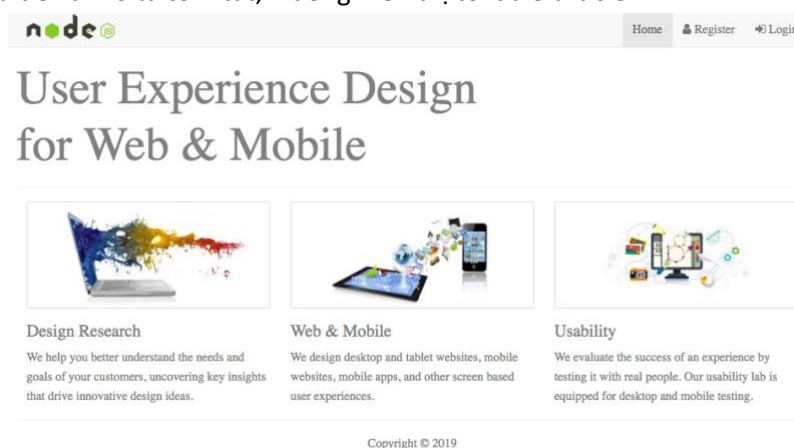 node
Home Register Login
User Experience Design
for Web & Mobile
Design Research
We help you better understand the needs and
goals of your customers, uncovering key insights
that drive innovative design ideas.
Web & Mobile
We design desktop and tablet websites, mobile
websites, mobile apps, and other screen based
user experiences.
Usability
We evaluate the success of an experience by
testing it with real people. Our usability lab is
equipped for desktop and mobile testing.
Copyright © 2019